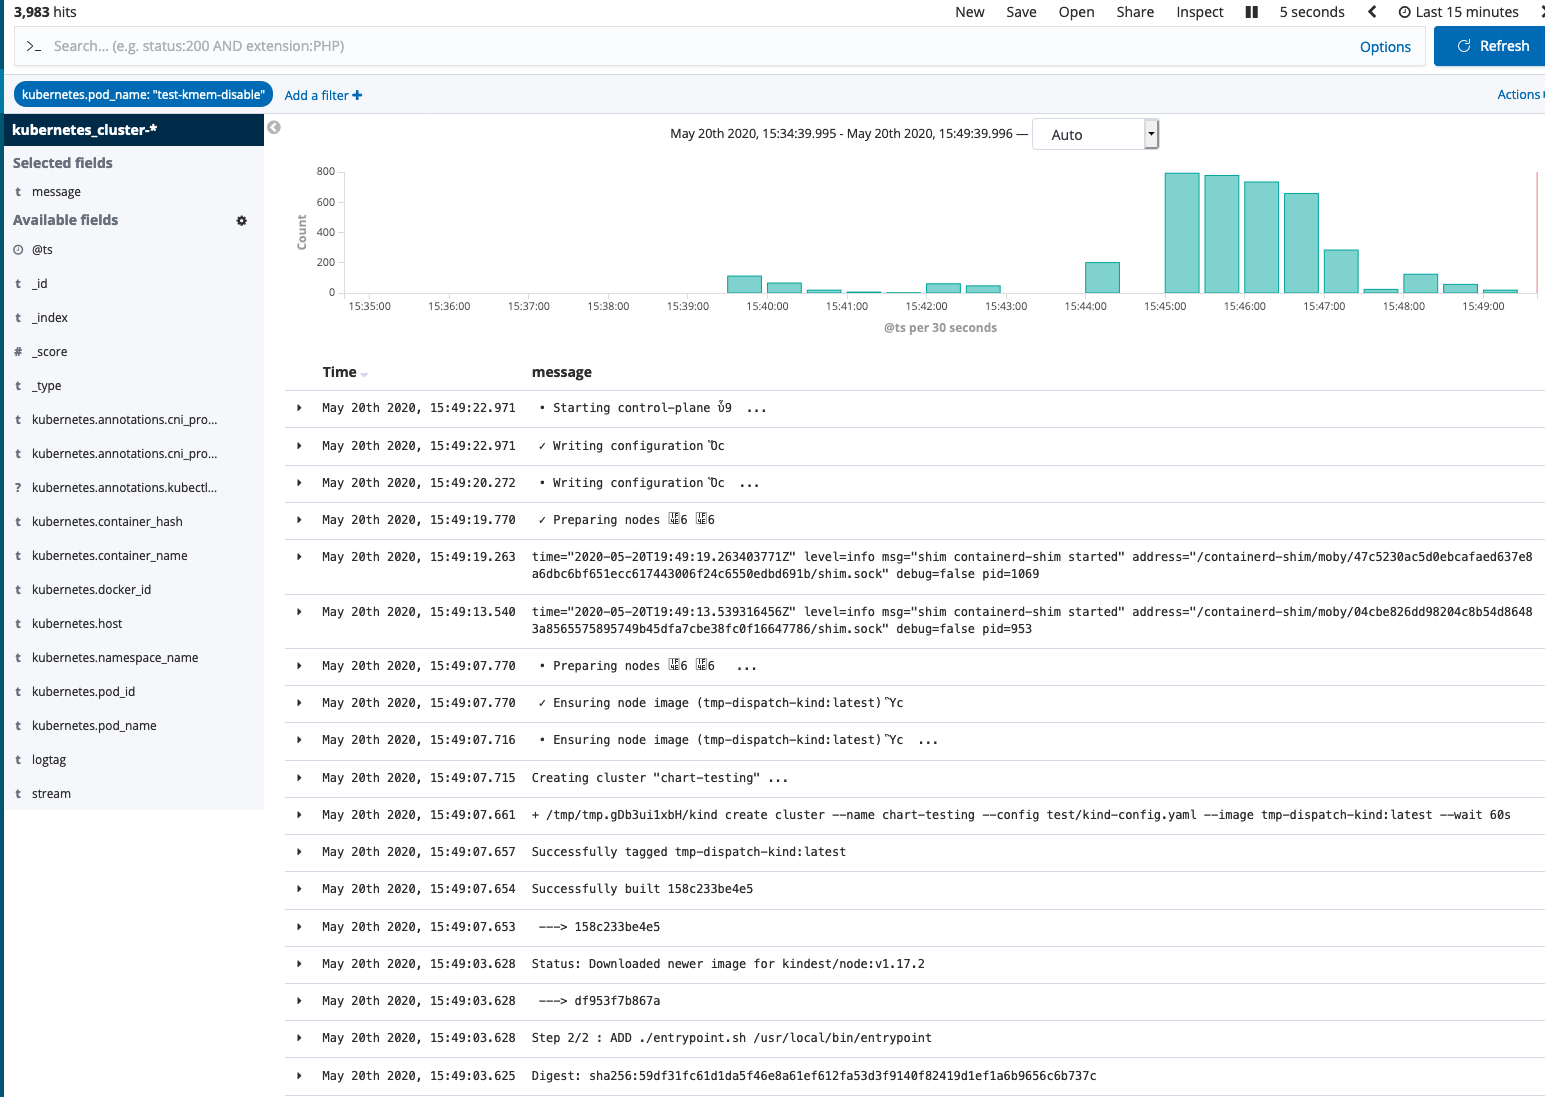 3,983 hits
New Save Open Share Inspect 5 seconds Last 15 minutes
>_ Search... (e.g. status:200 AND extension:PHP) Options Refresh
kubernetes.pod_name: "test-kmem-disable" Add a filter + Actions
kubernetes_cluster-*
Selected fields
t message
Available fields
@ts
t _id
t _index
# _score
t _type
t kubernetes.annotations.cni_pro...
t kubernetes.annotations.cni_pro...
? kubernetes.annotations.kubectl...
t kubernetes.container_hash
t kubernetes.container_name
t kubernetes.docker_id
t kubernetes.host
t kubernetes.namespace_name
t kubernetes.pod_id
t kubernetes.pod_name
t logtag
t stream
May 20th 2020, 15:34:39.995 - May 20th 2020, 15:49:39.996 — Auto
Count
800
600
400
200
0
15:35:00 15:36:00 15:37:00 15:38:00 15:39:00 15:40:00 15:41:00 15:42:00 15:43:00 15:44:00 15:45:00 15:46:00 15:47:00 15:48:00 15:49:00
@ts per 30 seconds
Time message
May 20th 2020, 15:49:22.971 • Starting control-plane ...
May 20th 2020, 15:49:22.971 ✓ Writing configuration
May 20th 2020, 15:49:20.272 • Writing configuration ...
May 20th 2020, 15:49:19.770 ✓ Preparing nodes 6 6
May 20th 2020, 15:49:19.263 time="2020-05-20T19:49:19.263403771Z" level=info msg="shim containerd-shim started" address="/containerd-shim/moby/47c5230ac5d0ebcafaed637e8
a6dbc6bf651ecc617443006f24c6550edbd691b/shim.sock" debug=false pid=1069
May 20th 2020, 15:49:13.540 time="2020-05-20T19:49:13.539316456Z" level=info msg="shim containerd-shim started" address="/containerd-shim/moby/04cbe826dd98204c8b54d8648
3a8565575895749b45dfa7cbe38fc0f16647786/shim.sock" debug=false pid=953
May 20th 2020, 15:49:07.770 • Preparing nodes 6 6 ...
May 20th 2020, 15:49:07.770 ✓ Ensuring node image (tmp-dispatch-kind:latest)
May 20th 2020, 15:49:07.716 • Ensuring node image (tmp-dispatch-kind:latest) ...
May 20th 2020, 15:49:07.715 Creating cluster "chart-testing" ...
May 20th 2020, 15:49:07.661 + /tmp/tmp.gDb3ui1xbH/kind create cluster --name chart-testing --config test/kind-config.yaml --image tmp-dispatch-kind:latest --wait 60s
May 20th 2020, 15:49:07.657 Successfully tagged tmp-dispatch-kind:latest
May 20th 2020, 15:49:07.654 Successfully built 158c233be4e5
May 20th 2020, 15:49:07.653 ---> 158c233be4e5
May 20th 2020, 15:49:03.628 Status: Downloaded newer image for kindest/node:v1.17.2
May 20th 2020, 15:49:03.628 ---> df953f7b867a
May 20th 2020, 15:49:03.628 Step 2/2 : ADD ./entrypoint.sh /usr/local/bin/entrypoint
May 20th 2020, 15:49:03.625 Digest: sha256:59df31fc61d1da5f46e8a61ef612fa53d3f9140f82419d1ef1a6b9656c6b737c